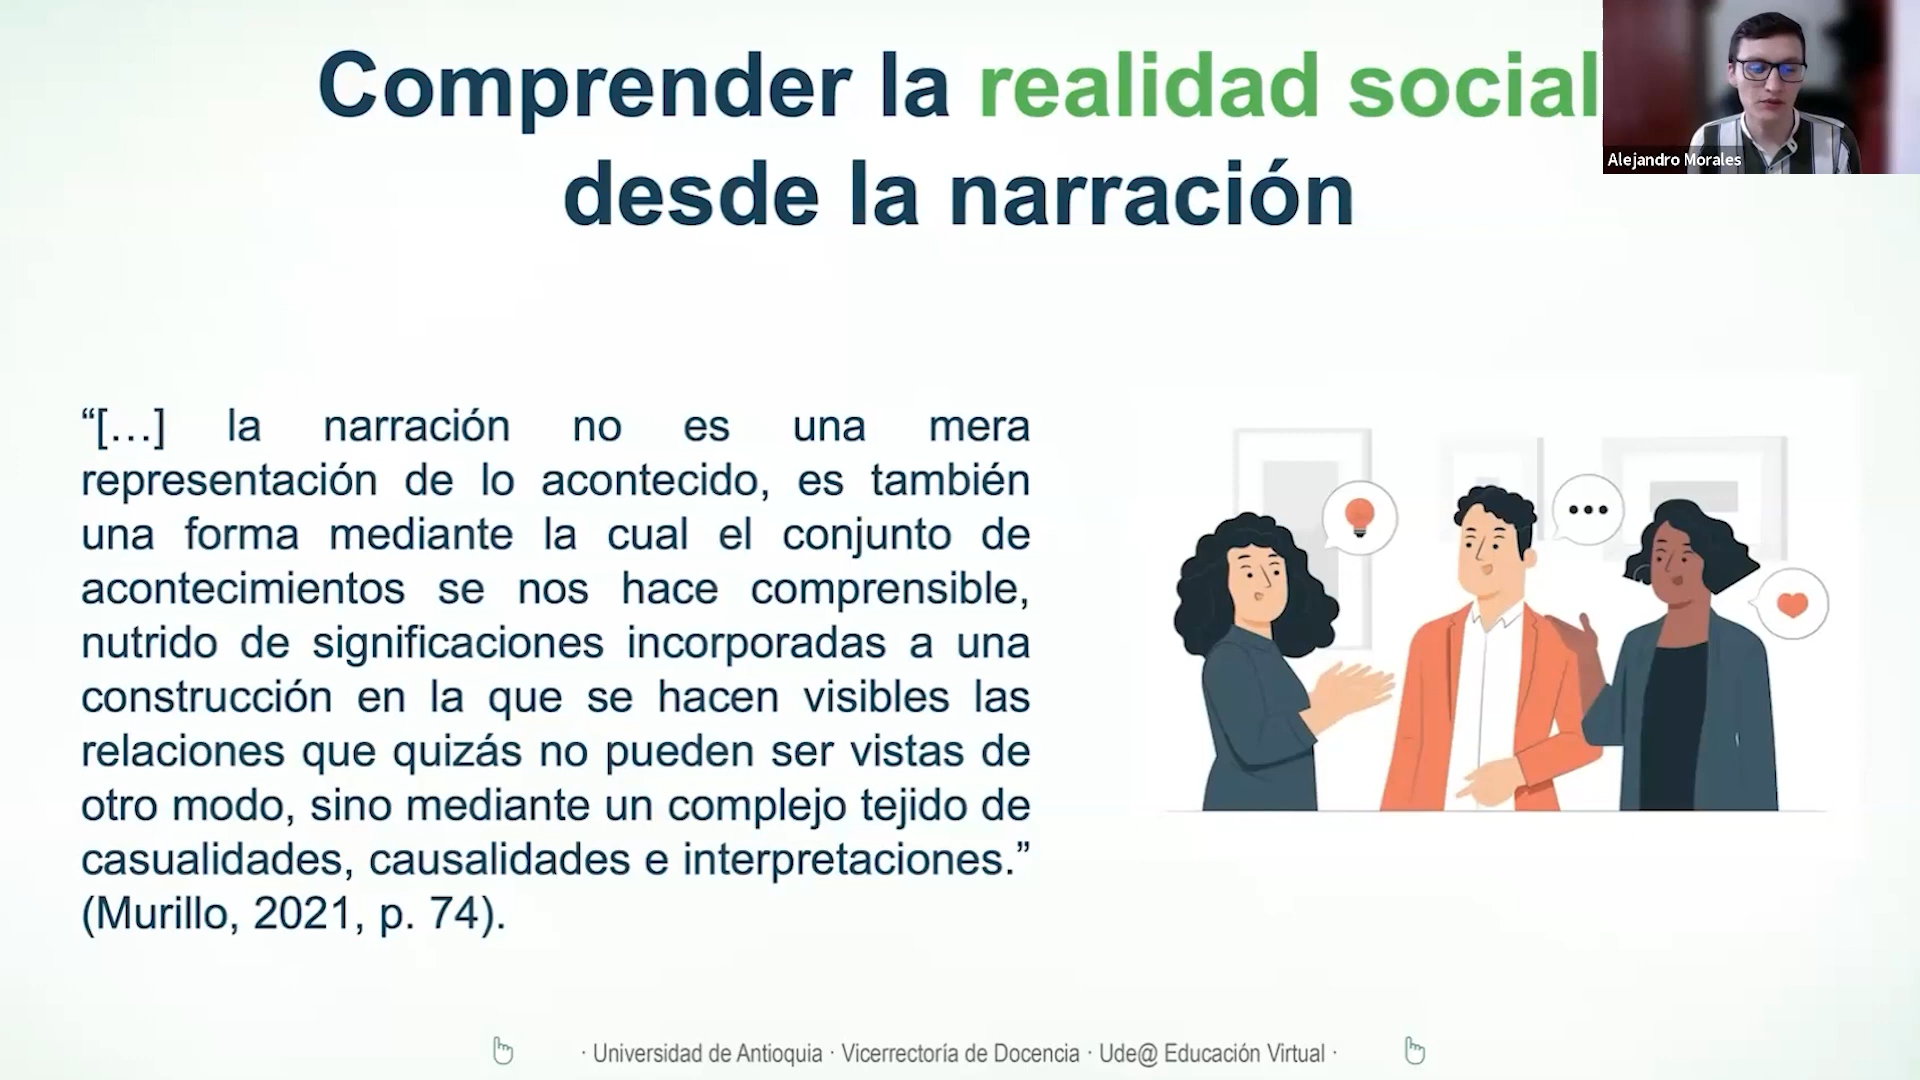 Comprender la realidad social
desde la narración
Alejandro Morales
“[…] la narración no es una mera
representación de lo acontecido, es también
una forma mediante la cual el conjunto de
acontecimientos se nos hace comprensible,
nutrido de significaciones incorporadas a una
construcción en la que se hacen visibles las
relaciones que quizás no pueden ser vistas de
otro modo, sino mediante un complejo tejido de
casualidades, causalidades e interpretaciones.”
(Murillo, 2021, p. 74).
· Universidad de Antioquia · Vicerrectoría de Docencia · Ude@ Educación Virtual ·